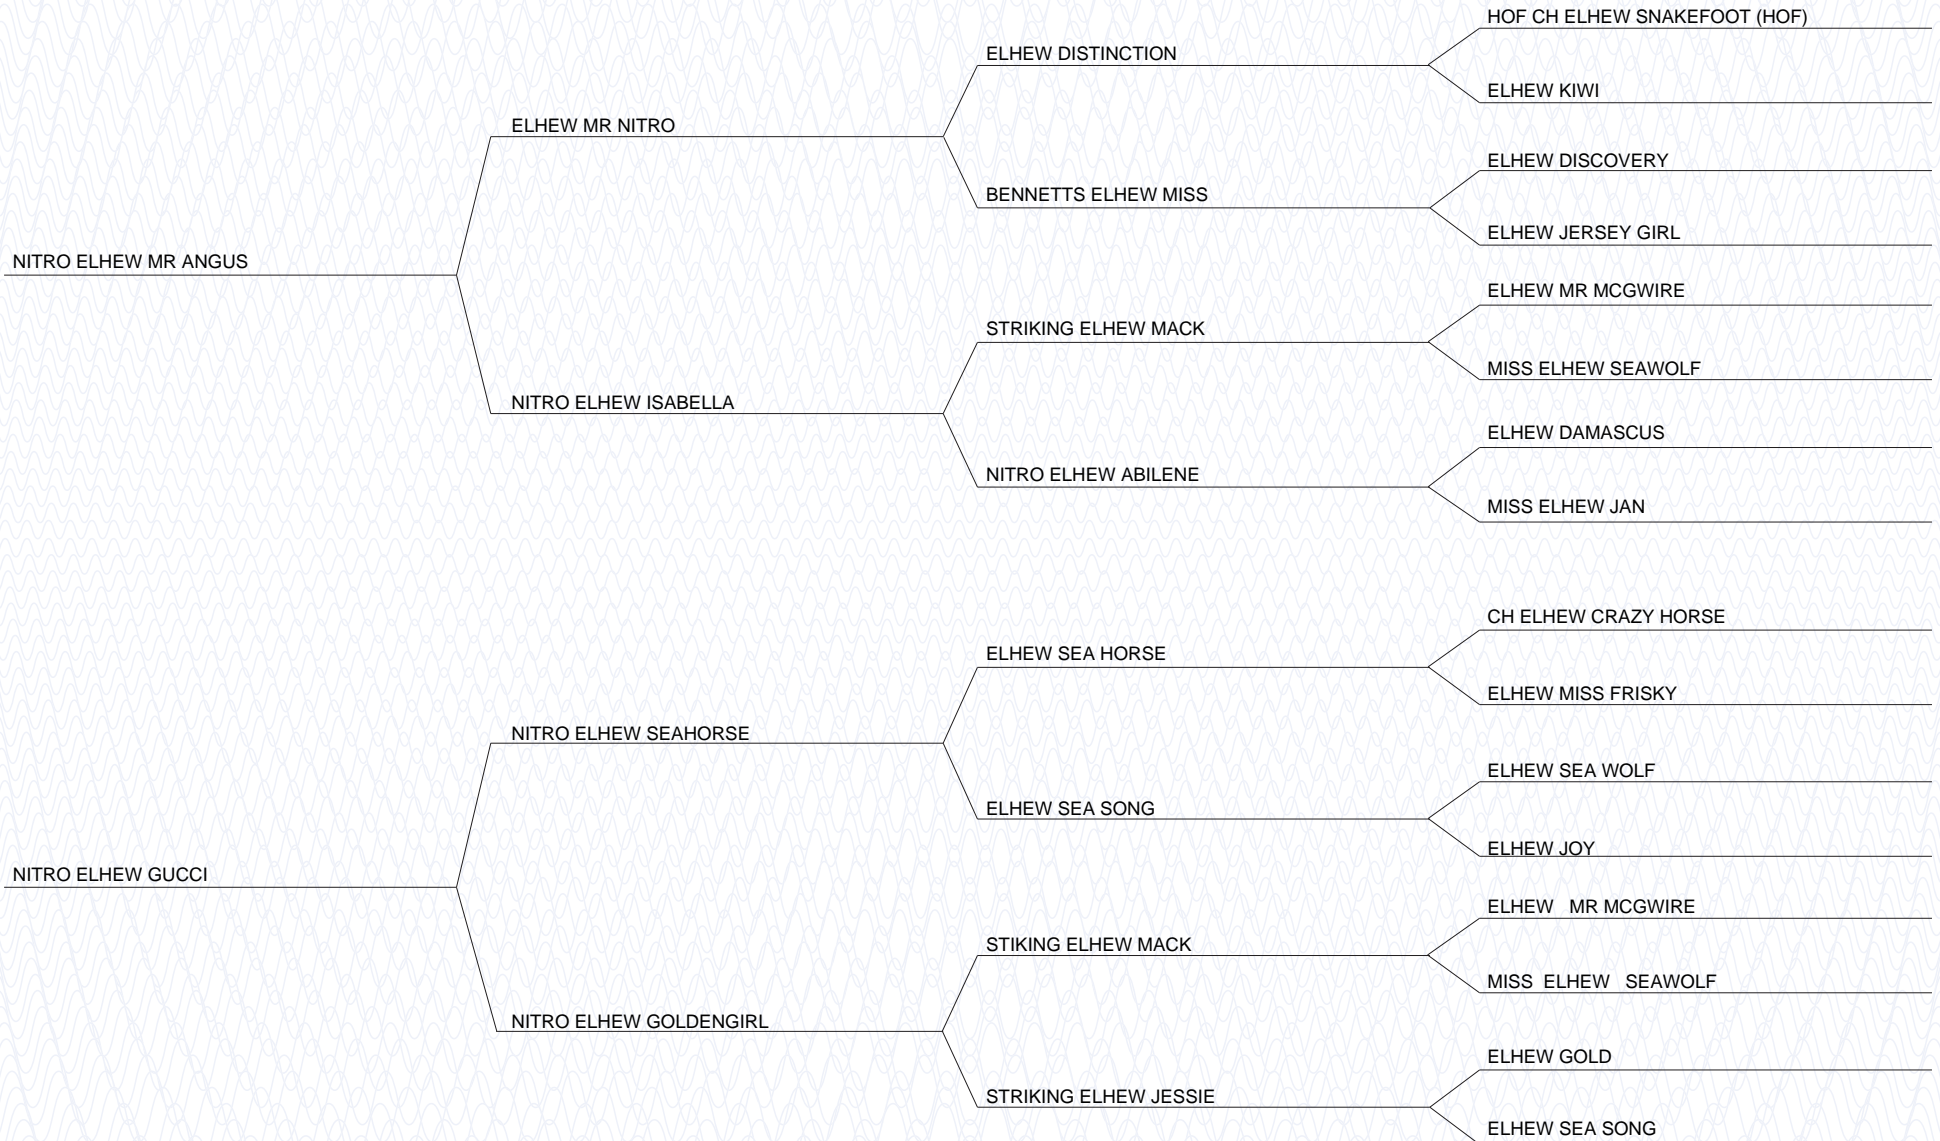 HOF CH ELHEW SNAKEFOOT (HOF)
ELHEW DISTINCTION
ELHEW KIWI
ELHEW MR NITRO
ELHEW DISCOVERY
BENNETTS ELHEW MISS
ELHEW JERSEY GIRL
NITRO ELHEW MR ANGUS
ELHEW MR MCGWIRE
STRIKING ELHEW MACK
MISS ELHEW SEAWOLF
NITRO ELHEW ISABELLA
ELHEW DAMASCUS
NITRO ELHEW ABILENE
MISS ELHEW JAN
CH ELHEW CRAZY HORSE
ELHEW SEA HORSE
ELHEW MISS FRISKY
NITRO ELHEW SEAHORSE
ELHEW SEA WOLF
ELHEW SEA SONG
ELHEW JOY
NITRO ELHEW GUCCI
ELHEW MR MCGWIRE
STIKING ELHEW MACK
MISS ELHEW SEAWOLF
NITRO ELHEW GOLDENGIRL
ELHEW GOLD
STRIKING ELHEW JESSIE
ELHEW SEA SONG